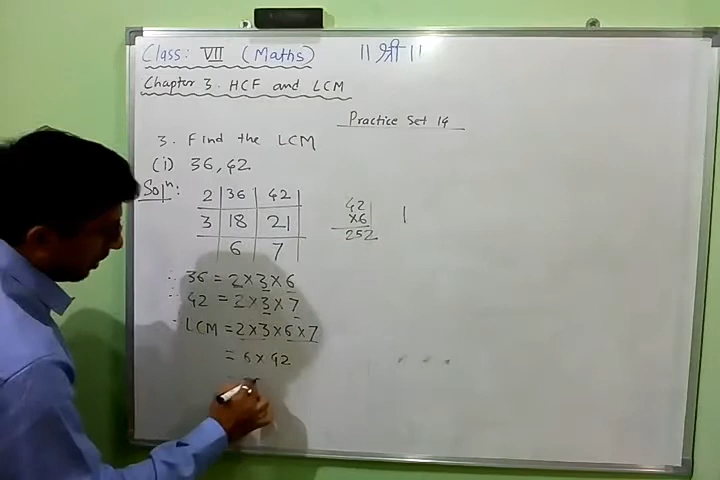 Class: VII (Maths) || श्री ||
Chapter 3. HCF and LCM
Practice Set 14
3. Find the LCM
(i) 36, 42
Solⁿ:
2 | 36 | 42 |
3 | 18 | 21 |
6 | 7 |
42
×6
252
∴ 36 = 2×3×6
∴ 42 = 2×3×7
LCM = 2×3×6×7
= 6×42